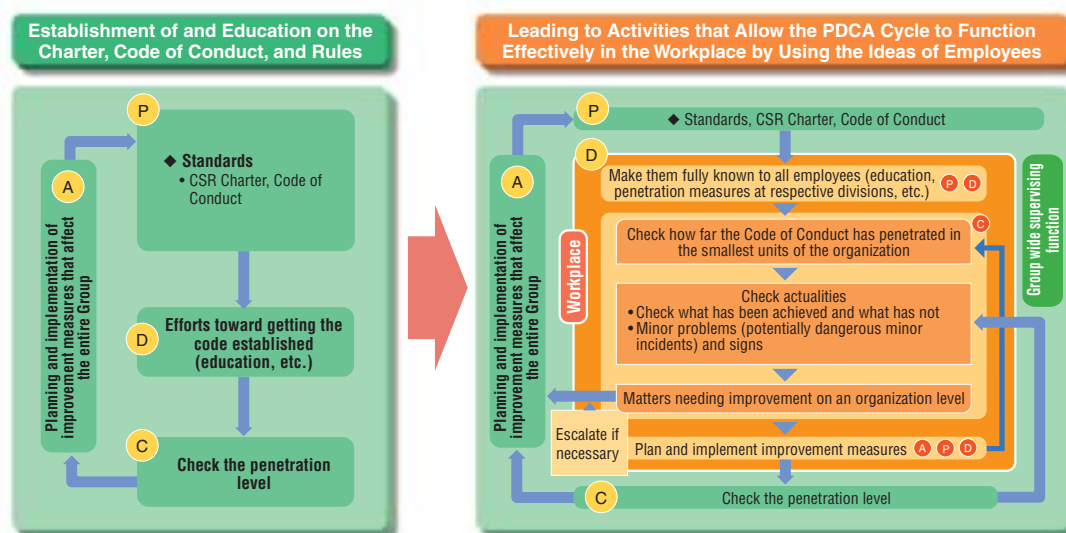 Establishment of and Education on the
Charter, Code of Conduct, and Rules
P
◆ Standards
• CSR Charter, Code of
Conduct
A
Planning and implementation of
improvement measures that affect
the entire Group
D
Efforts toward getting the
code established
(education, etc.)
C
Check the penetration
level
Leading to Activities that Allow the PDCA Cycle to Function
Effectively in the Workplace by Using the Ideas of Employees
P
◆ Standards, CSR Charter, Code of Conduct
A
Planning and implementation of
improvement measures that affect
the entire Group
D
Make them fully known to all employees (education,
penetration measures at respective divisions, etc.)
P D
Workplace
C
Check how far the Code of Conduct has penetrated in
the smallest units of the organization
Group wide supervising
function
Check actualities
•Check what has been achieved and what has not
•Minor problems (potentially dangerous minor
incidents) and signs
Matters needing improvement on an organization level
Escalate if
necessary
Plan and implement improvement measures A P D
C
Check the penetration level